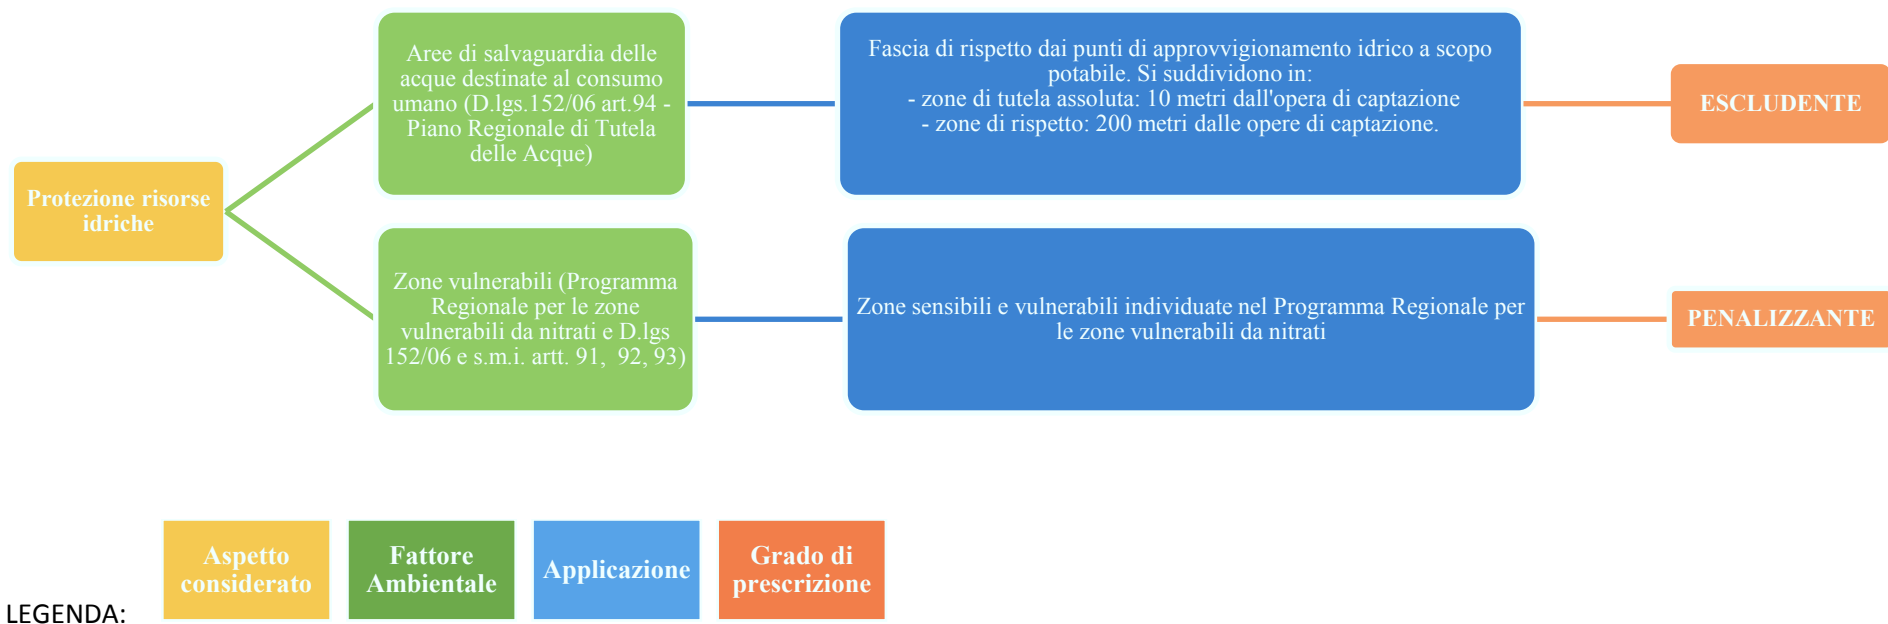 Protezione risorse
idriche
Aree di salvaguardia delle
acque destinate al consumo
umano (D.lgs.152/06 art.94 -
Piano Regionale di Tutela
delle Acque)
Fascia di rispetto dai punti di approvvigionamento idrico a scopo
potabile. Si suddividono in:
- zone di tutela assoluta: 10 metri dall'opera di captazione
- zone di rispetto: 200 metri dalle opere di captazione.
ESCLUDENTE
Zone vulnerabili (Programma
Regionale per le zone
vulnerabili da nitrati e D.lgs
152/06 e s.m.i. artt. 91, 92, 93)
Zone sensibili e vulnerabili individuate nel Programma Regionale per
le zone vulnerabili da nitrati
PENALIZZANTE
LEGENDA:
Aspetto
considerato
Fattore
Ambientale
Applicazione
Grado di
prescrizione